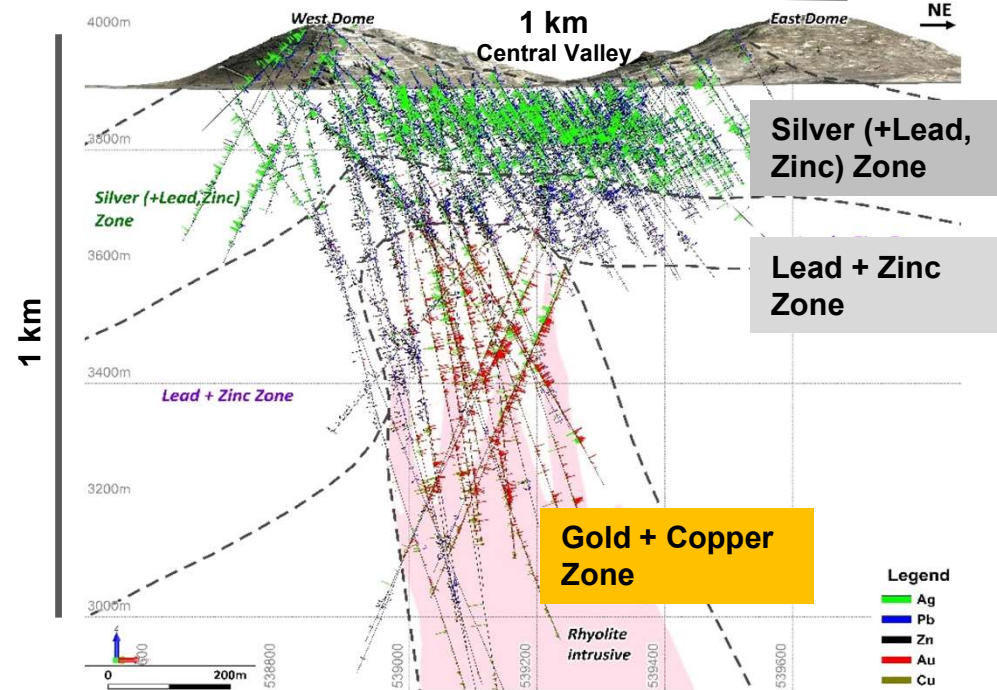 4000m
West Dome
1 km
Central Valley
East Dome
NE
Silver (+Lead,
Zinc) Zone
3800m
Silver (+Lead,Zinc)
Zone
3600m
Lead + Zinc
Zone
1 km
3400m
Lead + Zinc Zone
3200m
Gold + Copper
Zone
Legend
Ag
Pb
Zn
Au
Cu
3000m
Rhyolite
intrusive
0
200m
538800
539000
539200
539400
539600